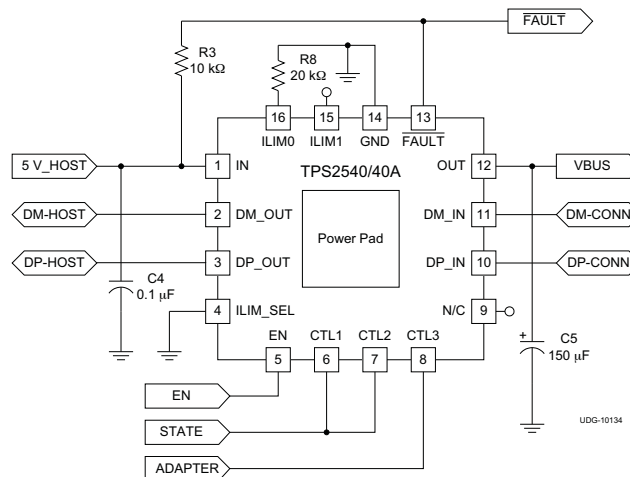 FAULT
R3
10 kΩ
R8
20 kΩ
16
15
14
13
ILIM0
ILIM1
GND
FAULT
5 V_HOST
1
IN
TPS2540/40A
OUT
12
VBUS
DM-HOST
2
DM_OUT
DM_IN
11
DM-CONN
Power Pad
DP-HOST
3
DP_OUT
DP_IN
10
DP-CONN
C4
0.1 µF
4
ILIM_SEL
N/C
9
EN
CTL1
CTL2
CTL3
C5
150 µF
+
5
6
7
8
EN
STATE
ADAPTER
UDG-10134